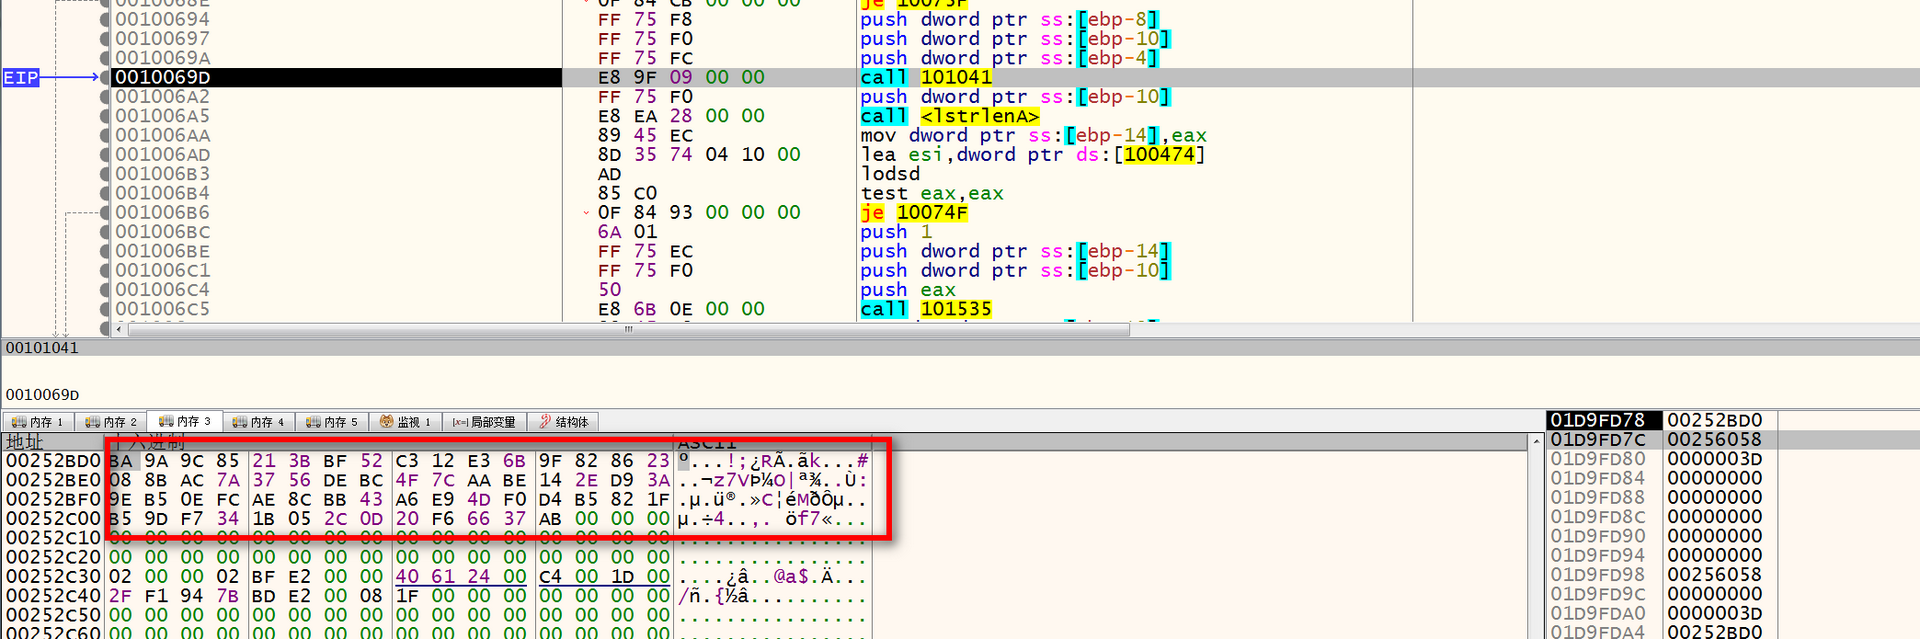 0010068E 0F 84 CB 00 00 00 je 10075F
00100694 FF 75 F8 push dword ptr ss:[ebp-8]
00100697 FF 75 F0 push dword ptr ss:[ebp-10]
0010069A FF 75 FC push dword ptr ss:[ebp-4]
EIP 0010069D E8 9F 09 00 00 call 101041
001006A2 FF 75 F0 push dword ptr ss:[ebp-10]
001006A5 E8 EA 28 00 00 call <lstrlenA>
001006AA 89 45 EC mov dword ptr ss:[ebp-14],eax
001006AD 8D 35 74 04 10 00 lea esi,dword ptr ds:[100474]
001006B3 AD lodsd
001006B4 85 C0 test eax,eax
001006B6 0F 84 93 00 00 00 je 10074F
001006BC 6A 01 push 1
001006BE FF 75 EC push dword ptr ss:[ebp-14]
001006C1 FF 75 F0 push dword ptr ss:[ebp-10]
001006C4 50 push eax
001006C5 E8 6B 0E 00 00 call 101535
00101041
0010069D
内存 1 内存 2 内存 3 内存 4 内存 5 监视 1 [x=] 局部变量 结构体
地址 十六进制 ASCII
00252BD0 BA 9A 9C 85 21 3B BF 52 C3 12 E3 6B 9F 82 86 23 º...!;¿RÃ.ãk...#
00252BE0 08 8B AC 7A 37 56 DE BC 4F 7C AA BE 14 2E D9 3A ..¬z7VÞ¼O|ª¾..Ù:
00252BF0 9E B5 0E FC AE 8C BB 43 A6 E9 4D F0 D4 B5 82 1F .µ.ü®.»C¦éMðÔµ..
00252C00 B5 9D F7 34 1B 05 2C 0D 20 F6 66 37 AB 00 00 00 µ.÷4..,. öf7«...
00252C10 00 00 00 00 00 00 00 00 00 00 00 00 00 00 00 00 ................
00252C20 00 00 00 00 00 00 00 00 00 00 00 00 00 00 00 00 ................
00252C30 02 00 00 02 BF E2 00 00 40 61 24 00 C4 00 1D 00 ....¿â..@a$.Ä...
00252C40 2F F1 94 7B BD E2 00 08 1F 00 00 00 00 00 00 00 /ñ.{½â..........
00252C50 00 00 00 00 00 00 00 00 00 00 00 00 00 00 00 00 ................
00252C60 00 00 00 00 00 00 00 00 00 00 00 00 00 00 00 00 ................
01D9FD78 00252BD0
01D9FD7C 00256058
01D9FD80 0000003D
01D9FD84 00000000
01D9FD88 00000000
01D9FD8C 00000000
01D9FD90 00000000
01D9FD94 00000000
01D9FD98 00256058
01D9FD9C 00000000
01D9FDA0 0000003D
01D9FDA4 00252BD0